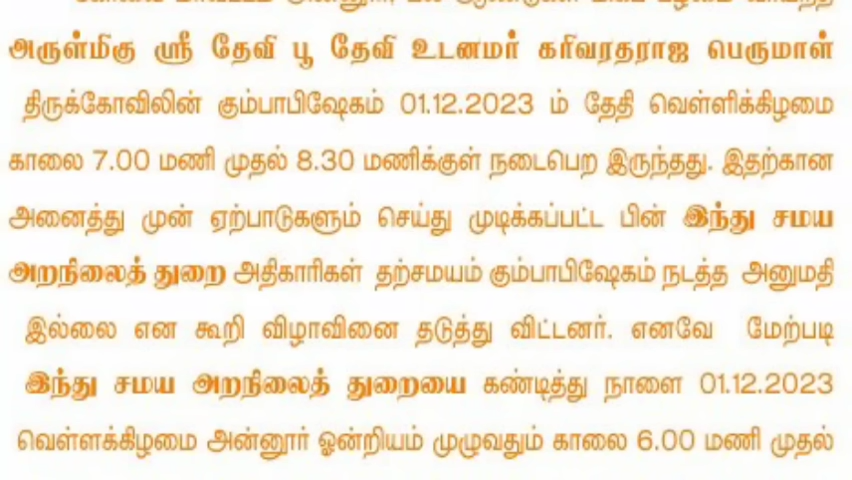 அருள்மிகு ஸ்ரீ தேவி பூ தேவி உடனமர் கரிவரதராஜ பெருமாள்
திருக்கோவிலின் கும்பாபிஷேகம் 01.12.2023 ம் தேதி வெள்ளிக்கிழமை
காலை 7.00 மணி முதல் 8.30 மணிக்குள் நடைபெற இருந்தது. இதற்கான
அனைத்து முன் ஏற்பாடுகளும் செய்து முடிக்கப்பட்ட பின் இந்து சமய
அறநிலைத் துறை அதிகாரிகள் தற்சமயம் கும்பாபிஷேகம் நடத்த அனுமதி
இல்லை என கூறி விழாவினை தடுத்து விட்டனர். எனவே மேற்படி
இந்து சமய அறநிலைத் துறையை கண்டித்து நாளை 01.12.2023
வெள்ளக்கிழமை அன்னூர் ஒன்றியம் முழுவதும் காலை 6.00 மணி முதல்